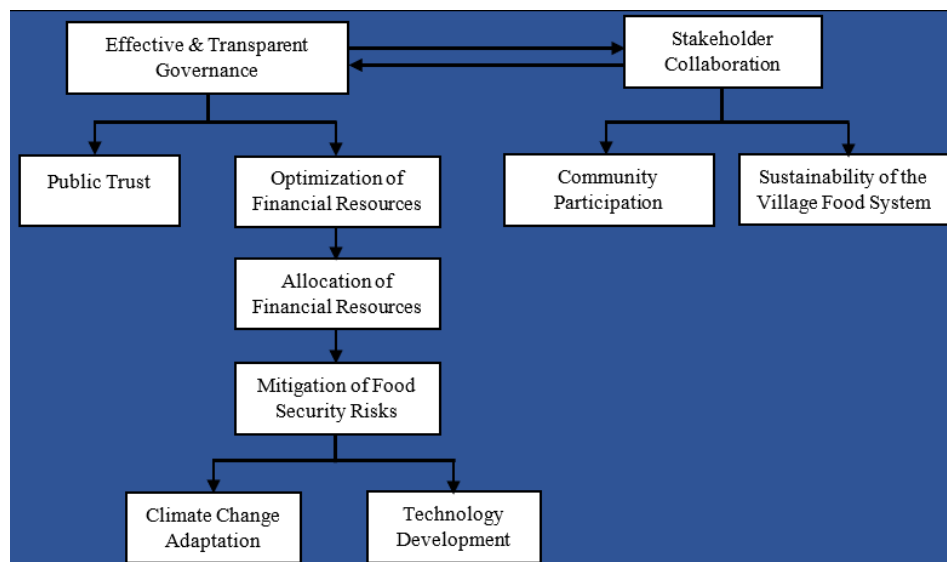 Effective & Transparent
Governance
Stakeholder
Collaboration
Public Trust
Optimization of
Financial Resources
Community
Participation
Sustainability of the
Village Food System
Allocation of
Financial Resources
Mitigation of Food
Security Risks
Climate Change
Adaptation
Technology
Development